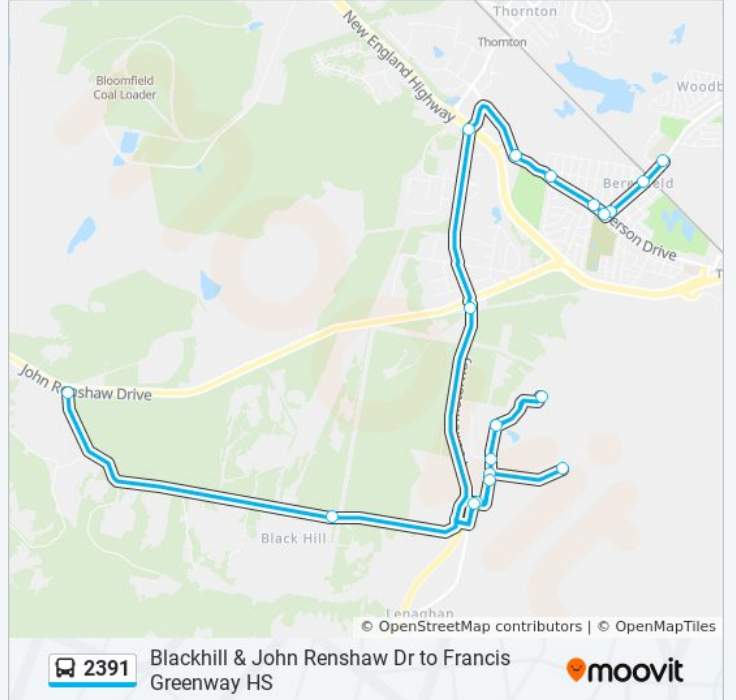 Thornton
New England Highway
Thornton
Bloomfield
Coal Loader
Woodb
Beresfield
erson Drive
T
John Renshaw Drive
Black Hill
Lenaghan
© OpenStreetMap contributors | © OpenMapTiles
2391
Blackhill & John Renshaw Dr to Francis
Greenway HS
moovit